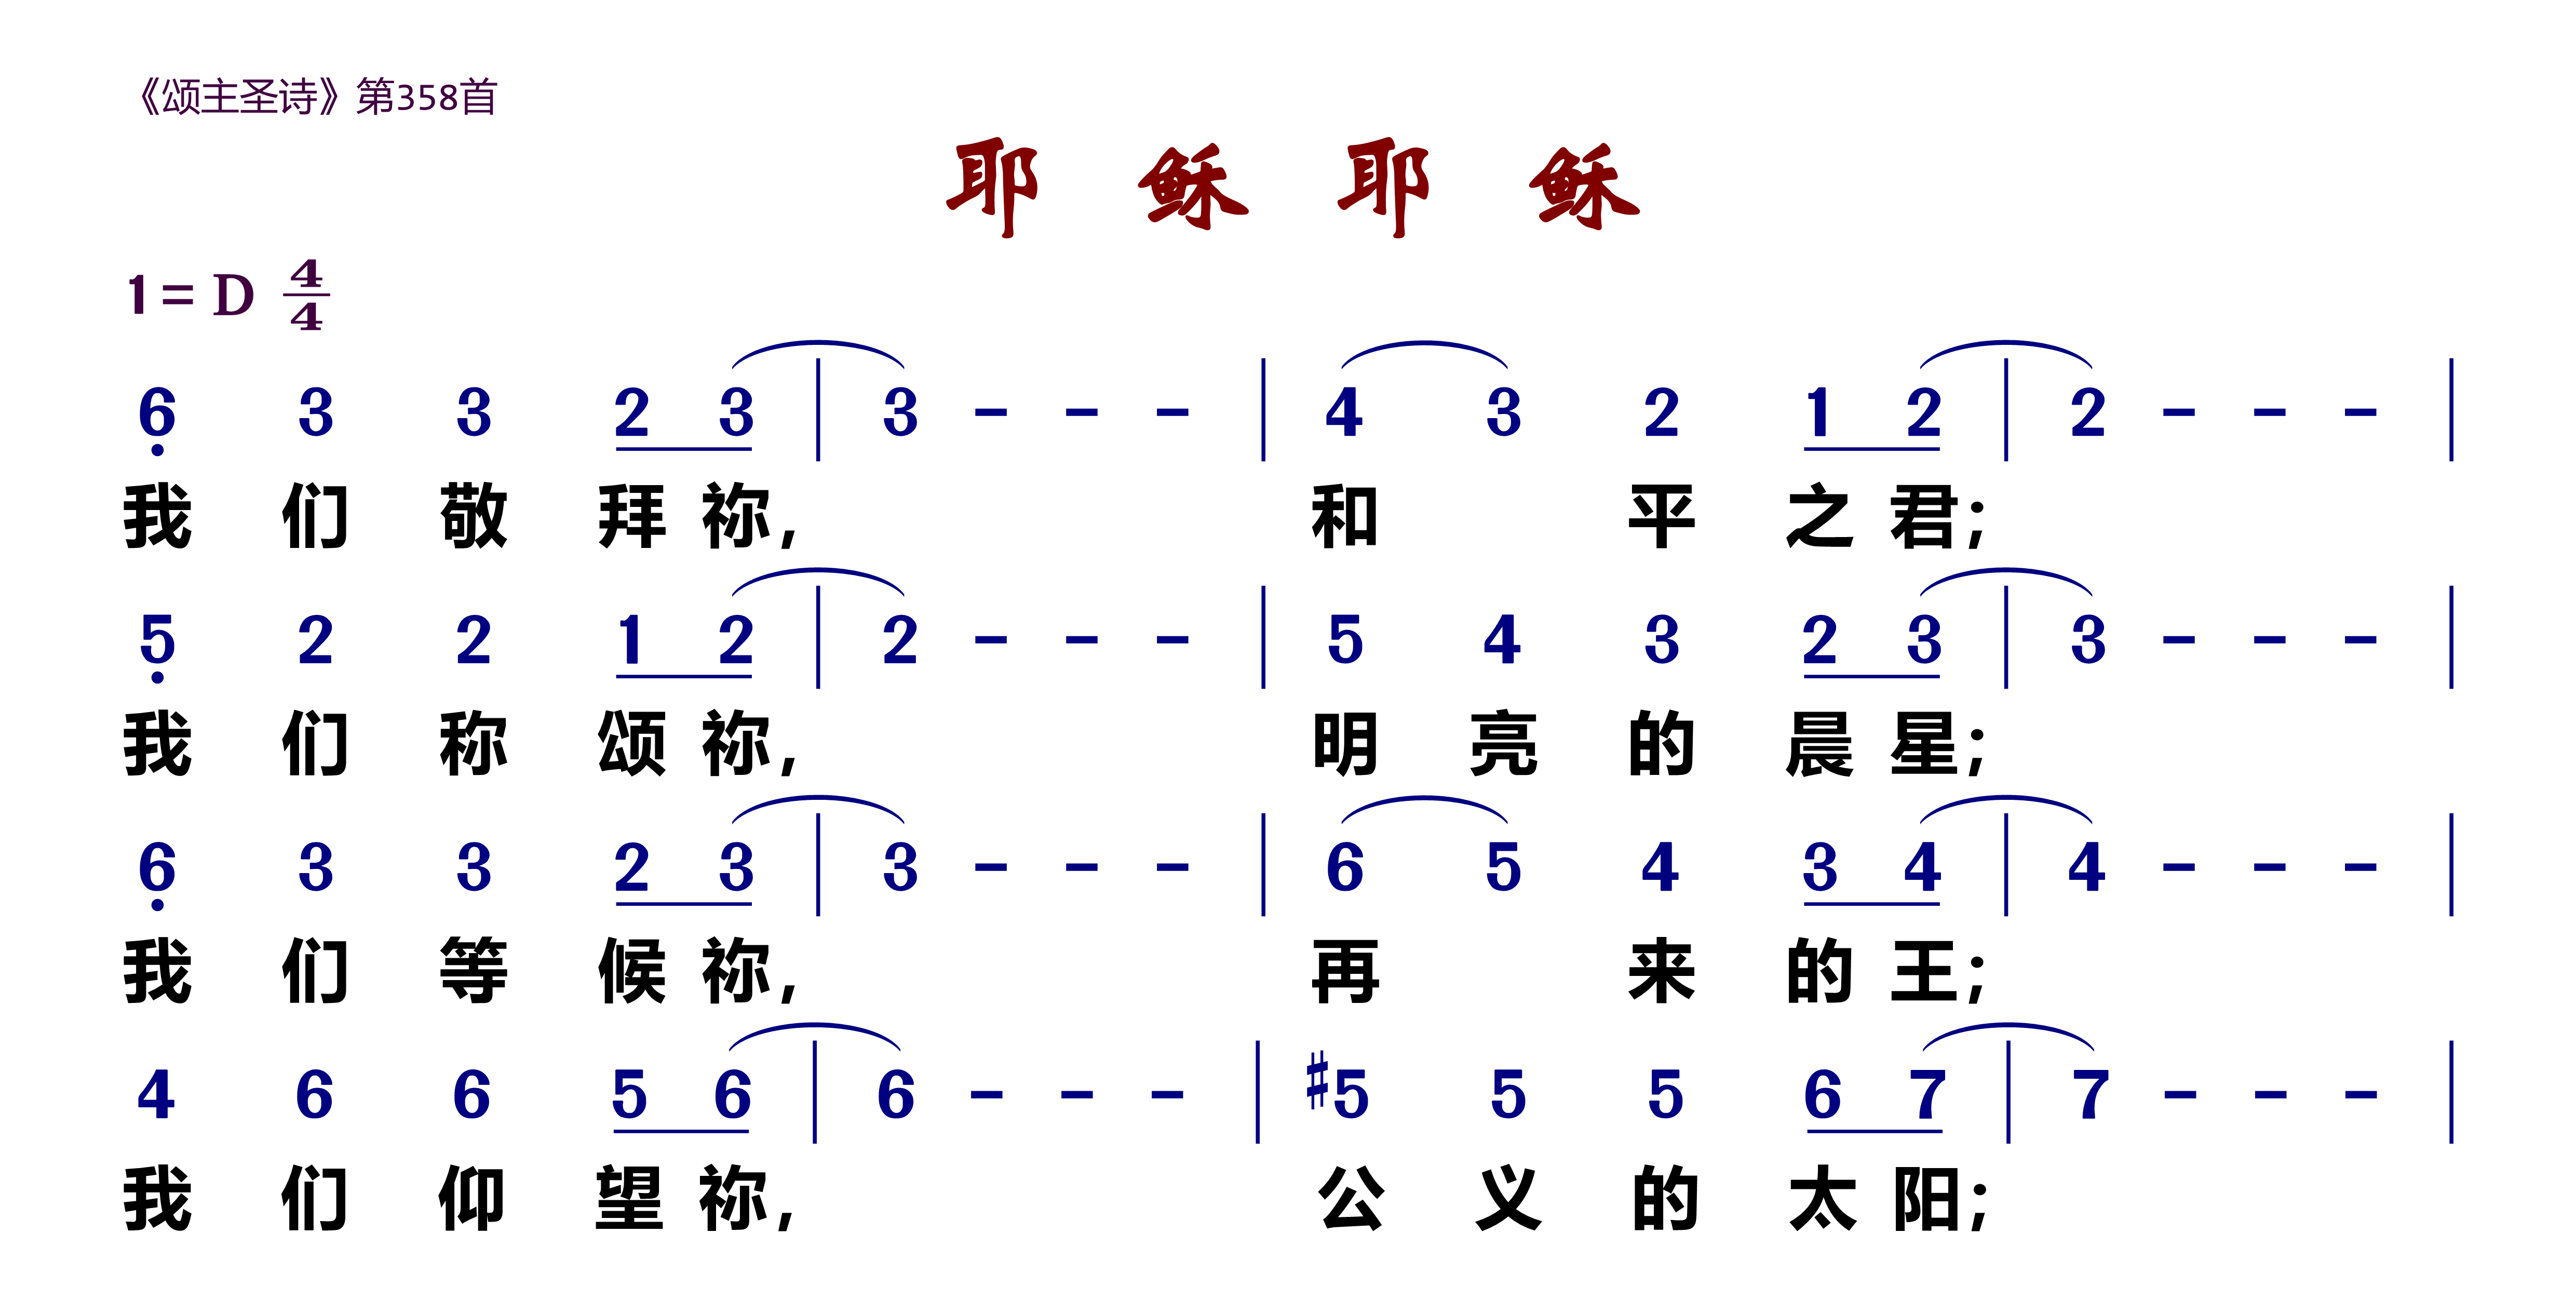 《颂主圣诗》第358首
耶稣耶稣
1= D 4/4
6̣ 3 3 2 3 | 3 - - - | 4 3 2 1 2 | 2 - - - |
我们敬拜祢, 和平之君;
5̣ 2 2 1 2 | 2 - - - | 5 4 3 2 3 | 3 - - - |
我们称颂祢, 明亮的晨星;
6̣ 3 3 2 3 | 3 - - - | 6 5 4 3 4 | 4 - - - |
我们等候祢, 再来的王;
4 6 6 5 6 | 6 - - - | ♯5 5 5 6 7 | 7 - - - |
我们仰望祢, 公义的太阳;